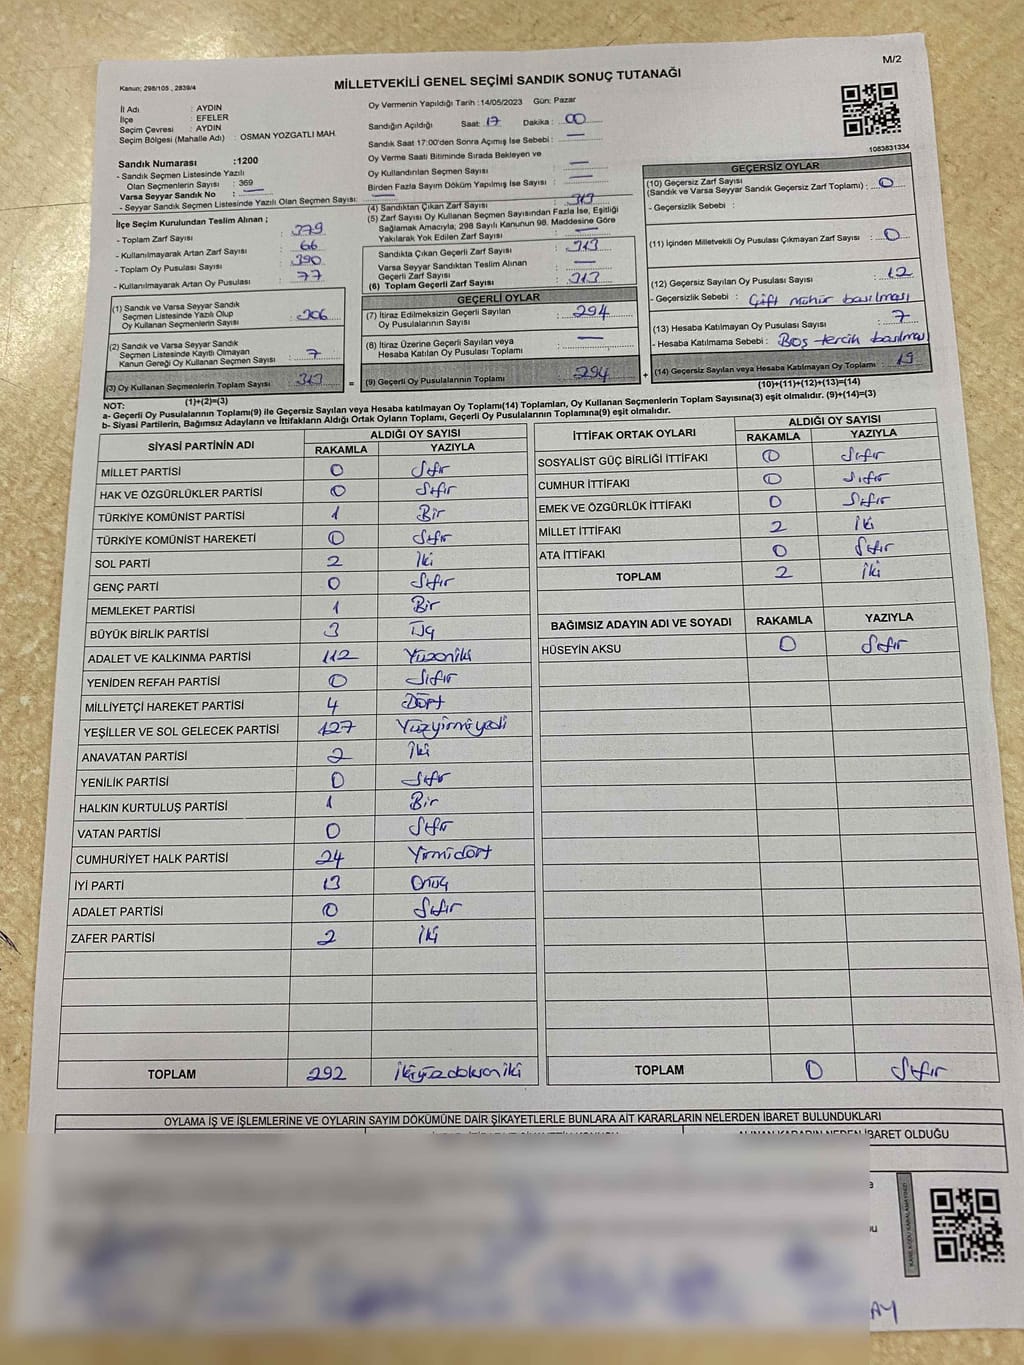 M/2
Kanun; 298/105 , 2839/4
MİLLETVEKİLİ GENEL SEÇİMİ SANDIK SONUÇ TUTANAĞI
İl Adı : AYDIN
İlçe : EFELER
Seçim Çevresi : AYDIN
Seçim Bölgesi (Mahalle Adı) : OSMAN YOZGATLI MAH.
Sandık Numarası :1200
- Sandık Seçmen Listesinde Yazılı
Olan Seçmenlerin Sayısı : 369
Varsa Seyyar Sandık No : —
- Seyyar Sandık Seçmen Listesinde Yazılı Olan Seçmen Sayısı: —
İlçe Seçim Kurulundan Teslim Alınan ;
- Toplam Zarf Sayısı : 379
- Kullanılmayarak Artan Zarf Sayısı : 66
- Toplam Oy Pusulası Sayısı : 390
- Kullanılmayarak Artan Oy Pusulası : 77
(1) Sandık ve Varsa Seyyar Sandık
Seçmen Listesinde Yazılı Olup
Oy Kullanan Seçmenlerin Sayısı : 306
(2) Sandık ve Varsa Seyyar Sandık
Seçmen Listesinde Kayıtlı Olmayan
Kanun Gereği Oy Kullanan Seçmen Sayısı : 7
(3) Oy Kullanan Seçmenlerin Toplam Sayısı : 313
(1)+(2)=(3)
Oy Vermenin Yapıldığı Tarih :14/05/2023 Gün: Pazar
Sandığın Açıldığı Saat: 17 Dakika : 00
Sandık Saat 17:00'den Sonra Açımış İse Sebebi : —
Oy Verme Saati Bitiminde Sırada Bekleyen ve
Oy Kullandırılan Seçmen Sayısı : —
Birden Fazla Sayım Döküm Yapılmış İse Sayısı : —
(4) Sandıktan Çıkan Zarf Sayısı : 313
(5) Zarf Sayısı Oy Kullanan Seçmen Sayısından Fazla İse, Eşitliği
Sağlamak Amacıyla; 298 Sayılı Kanunun 98. Maddesine Göre
Yakılarak Yok Edilen Zarf Sayısı : —
Sandıkta Çıkan Geçerli Zarf Sayısı : 313
Varsa Seyyar Sandıktan Teslim Alınan
Geçerli Zarf Sayısı : —
(6) Toplam Geçerli Zarf Sayısı : 313
GEÇERLİ OYLAR
(7) İtiraz Edilmeksizin Geçerli Sayılan
Oy Pusulalarının Sayısı : 294
(8) İtiraz Üzerine Geçerli Sayılan veya
Hesaba Katılan Oy Pusulası Toplamı : —
= (9) Geçerli Oy Pusulalarının Toplamı : 294 +
1083831334
GEÇERSİZ OYLAR
(10) Geçersiz Zarf Sayısı
(Sandık ve Varsa Seyyar Sandık Geçersiz Zarf Toplamı) : 0
- Geçersizlik Sebebi :
(11) İçinden Milletvekili Oy Pusulası Çıkmayan Zarf Sayısı : 0
(12) Geçersiz Sayılan Oy Pusulası Sayısı : 12
- Geçersizlik Sebebi : Çift mühür basılması
(13) Hesaba Katılmayan Oy Pusulası Sayısı : 7
- Hesaba Katılmama Sebebi : Boş tercih basılması
(14) Geçersiz Sayılan veya Hesaba Katılmayan Oy Toplamı : 19
(10)+(11)+(12)+(13)=(14)
NOT:
a- Geçerli Oy Pusulalarının Toplamı(9) ile Geçersiz Sayılan veya Hesaba katılmayan Oy Toplamı(14) Toplamları, Oy Kullanan Seçmenlerin Toplam Sayısına(3) eşit olmalıdır. (9)+(14)=(3)
b- Siyasi Partilerin, Bağımsız Adayların ve İttifakların Aldığı Ortak Oyların Toplamı, Geçerli Oy Pusulalarının Toplamına(9) eşit olmalıdır.
SİYASİ PARTİNİN ADI ALDIĞI OY SAYISI
RAKAMLA YAZIYLA
MİLLET PARTİSİ 0 Sıfır
HAK VE ÖZGÜRLÜKLER PARTİSİ 0 Sıfır
TÜRKİYE KOMÜNİST PARTİSİ 1 Bir
TÜRKİYE KOMÜNİST HAREKETİ 0 Sıfır
SOL PARTİ 2 İki
GENÇ PARTİ 0 Sıfır
MEMLEKET PARTİSİ 1 Bir
BÜYÜK BİRLİK PARTİSİ 3 Üç
ADALET VE KALKINMA PARTİSİ 112 Yüzoniki
YENİDEN REFAH PARTİSİ 0 Sıfır
MİLLİYETÇİ HAREKET PARTİSİ 4 Dört
YEŞİLLER VE SOL GELECEK PARTİSİ 127 Yüzyirmiyedi
ANAVATAN PARTİSİ 2 İki
YENİLİK PARTİSİ 0 Sıfır
HALKIN KURTULUŞ PARTİSİ 1 Bir
VATAN PARTİSİ 0 Sıfır
CUMHURİYET HALK PARTİSİ 24 Yirmidört
İYİ PARTİ 13 Onüç
ADALET PARTİSİ 0 Sıfır
ZAFER PARTİSİ 2 İki
TOPLAM 292 İkiyüzdoksaniki
İTTİFAK ORTAK OYLARI ALDIĞI OY SAYISI
RAKAMLA YAZIYLA
SOSYALİST GÜÇ BİRLİĞİ İTTİFAKI 0 Sıfır
CUMHUR İTTİFAKI 0 Sıfır
EMEK VE ÖZGÜRLÜK İTTİFAKI 0 Sıfır
MİLLET İTTİFAKI 2 İki
ATA İTTİFAKI 0 Sıfır
TOPLAM 2 İki
BAĞIMSIZ ADAYIN ADI VE SOYADI RAKAMLA YAZIYLA
HÜSEYİN AKSU 0 Sıfır
TOPLAM 0 Sıfır
OYLAMA İŞ VE İŞLEMLERİNE VE OYLARIN SAYIM DÖKÜMÜNE DAİR ŞİKAYETLERLE BUNLARA AİT KARARLARIN NELERDEN İBARET BULUNDUKLARI
ALINAN KARARIN NEDEN İBARET OLDUĞU